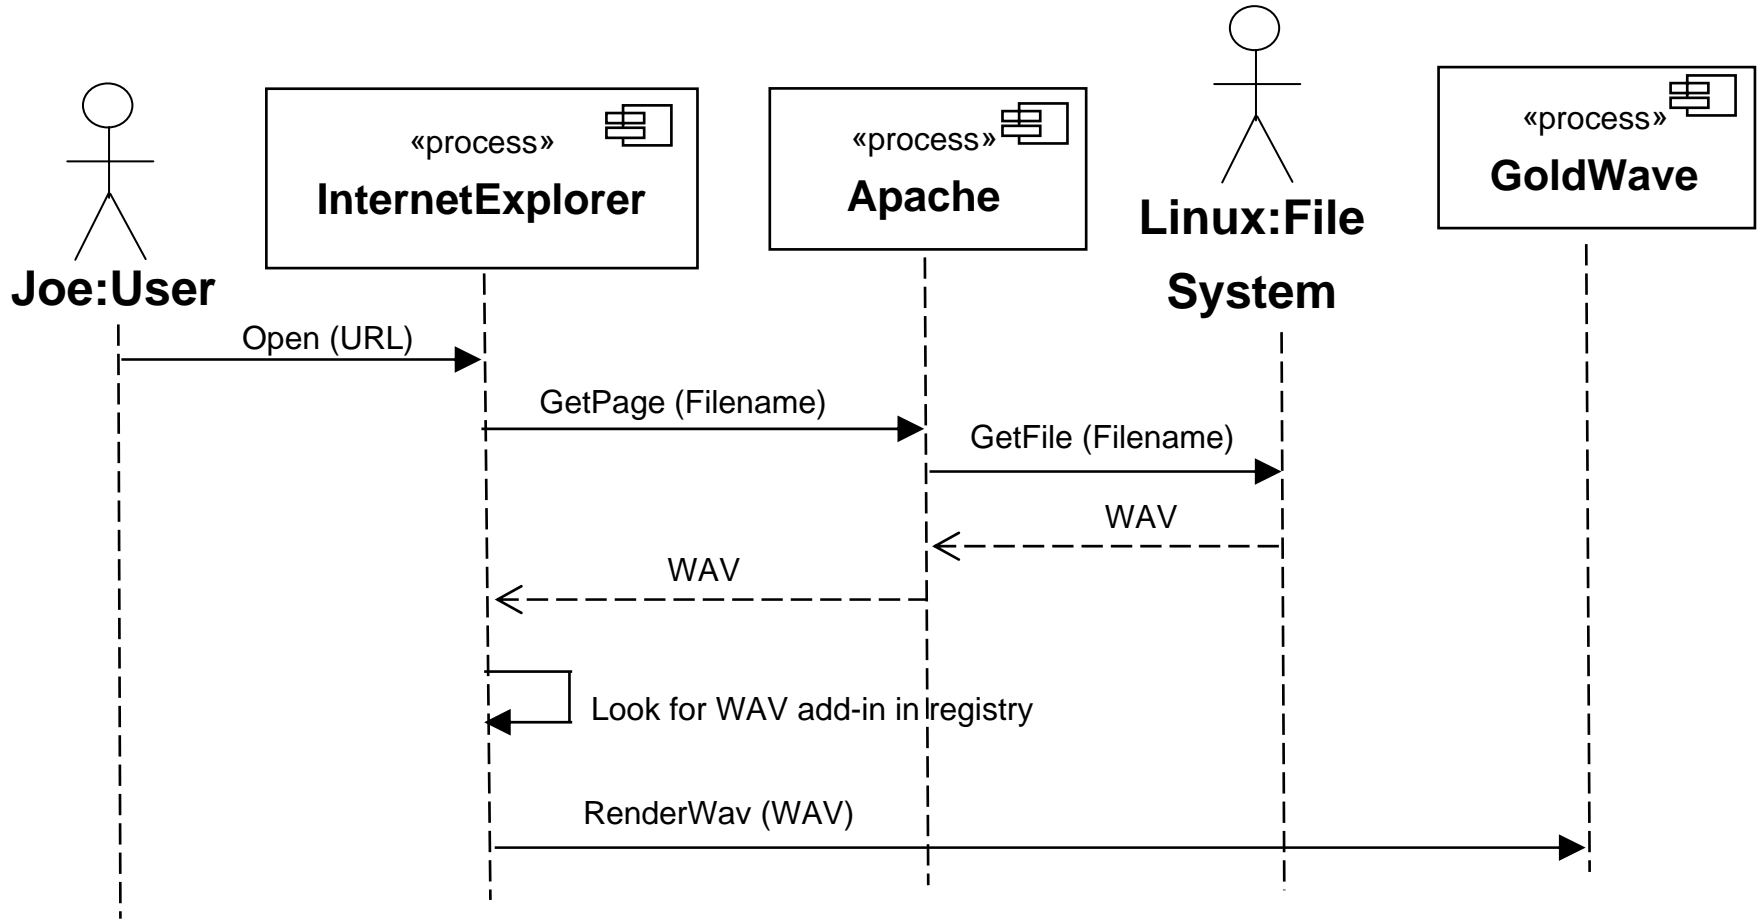 «process»
InternetExplorer
«process»
Apache
«process»
GoldWave
Joe:User
Linux:File
System
Open (URL)
GetPage (Filename)
GetFile (Filename)
WAV
WAV
Look for WAV add-in in registry
RenderWav (WAV)